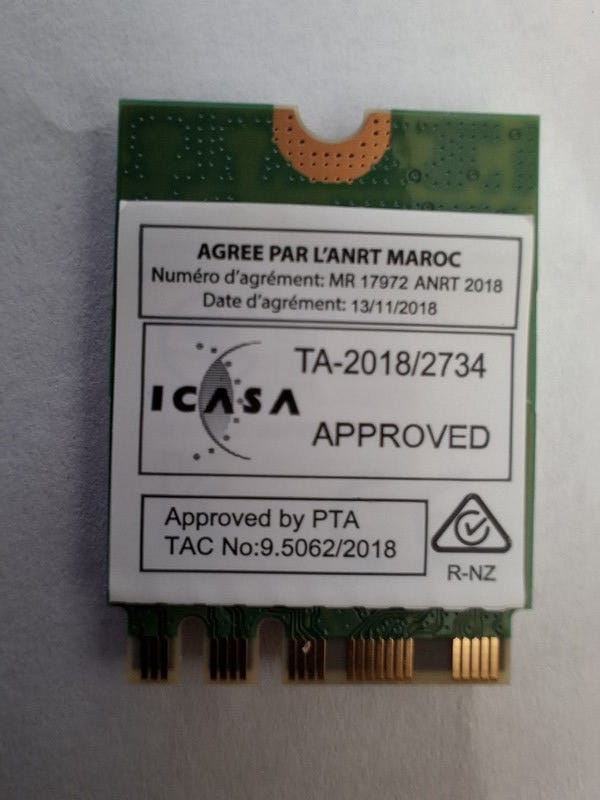 AGREE PAR L'ANRT MAROC
Numéro d'agrément: MR 17972 ANRT 2018
Date d'agrément: 13/11/2018
ICASA
TA-2018/2734
APPROVED
Approved by PTA
TAC No:9.5062/2018
R-NZ